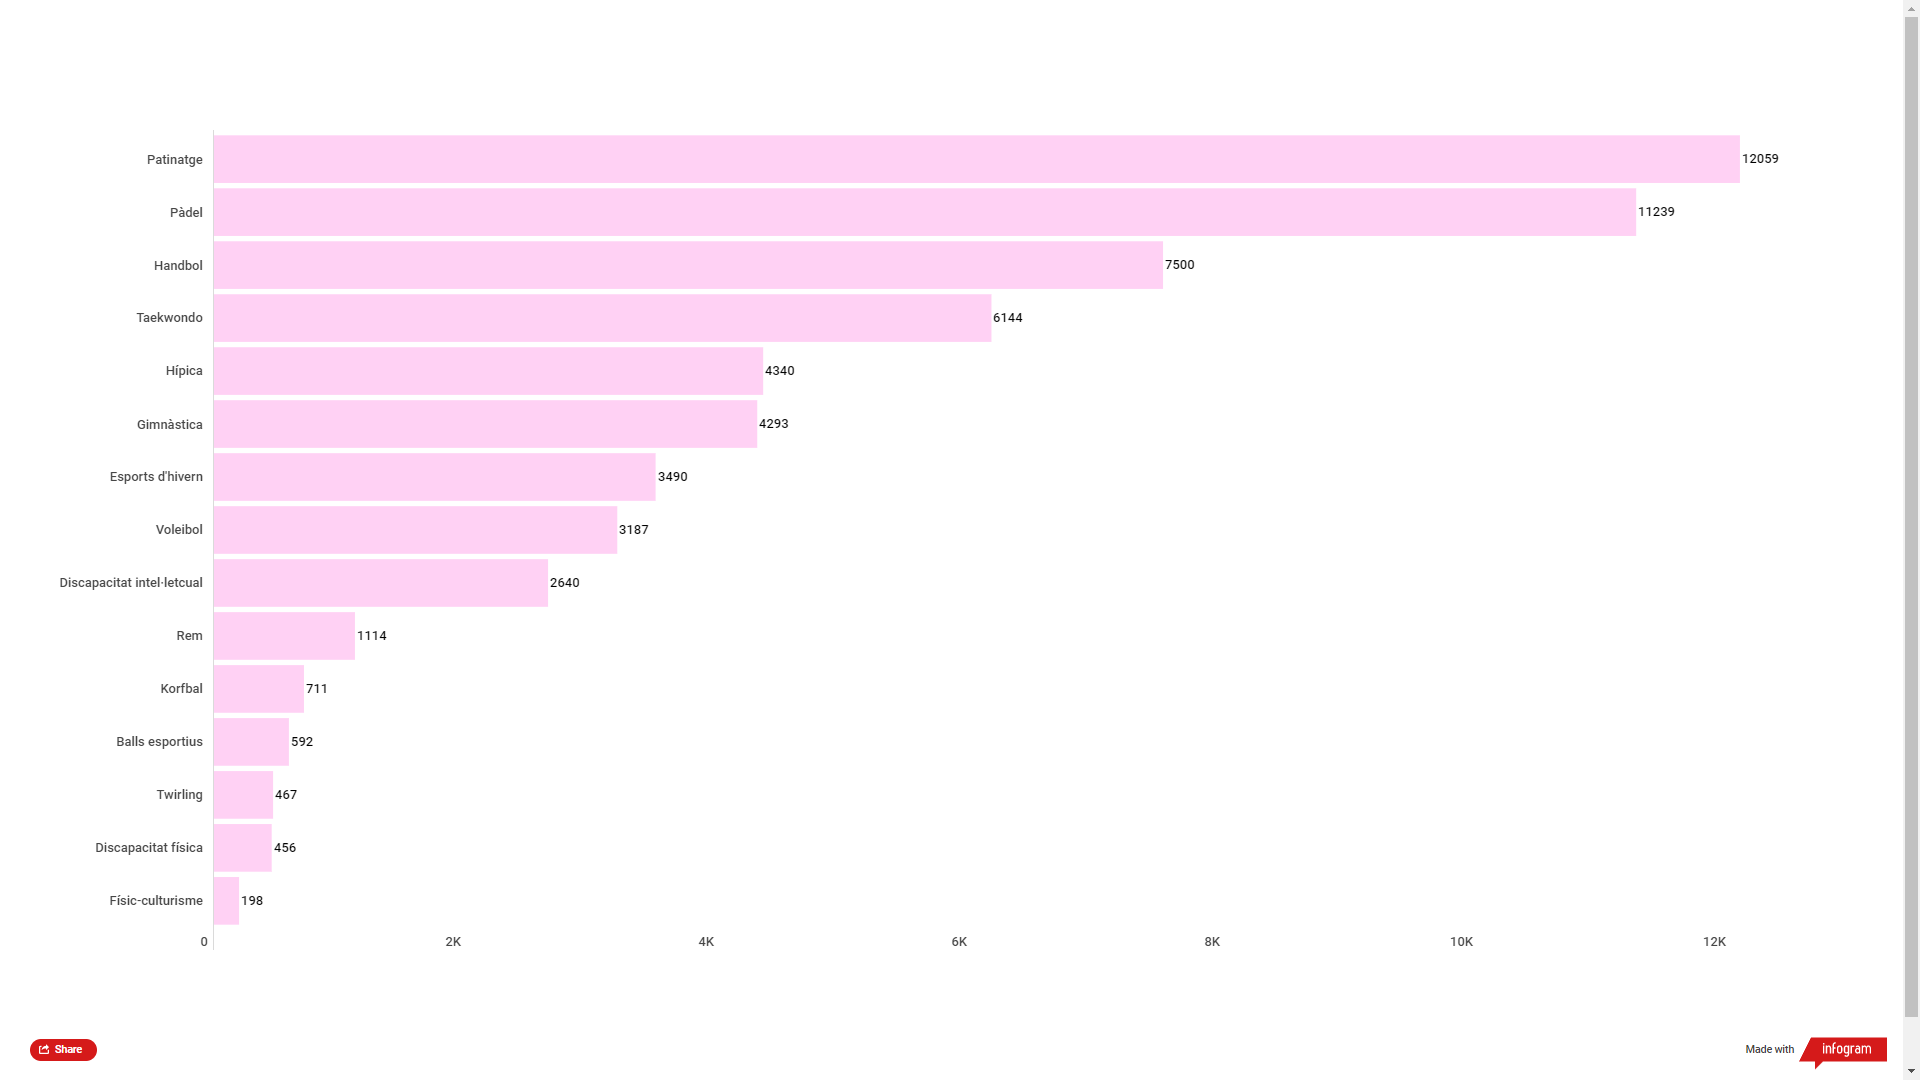 Patinatge 12059
Pàdel 11239
Handbol 7500
Taekwondo 6144
Hípica 4340
Gimnàstica 4293
Esports d'hivern 3490
Voleibol 3187
Discapacitat intel·letcual 2640
Rem 1114
Korfbal 711
Balls esportius 592
Twirling 467
Discapacitat física 456
Físic-culturisme 198
0 2K 4K 6K 8K 10K 12K
Share
Made with infogram